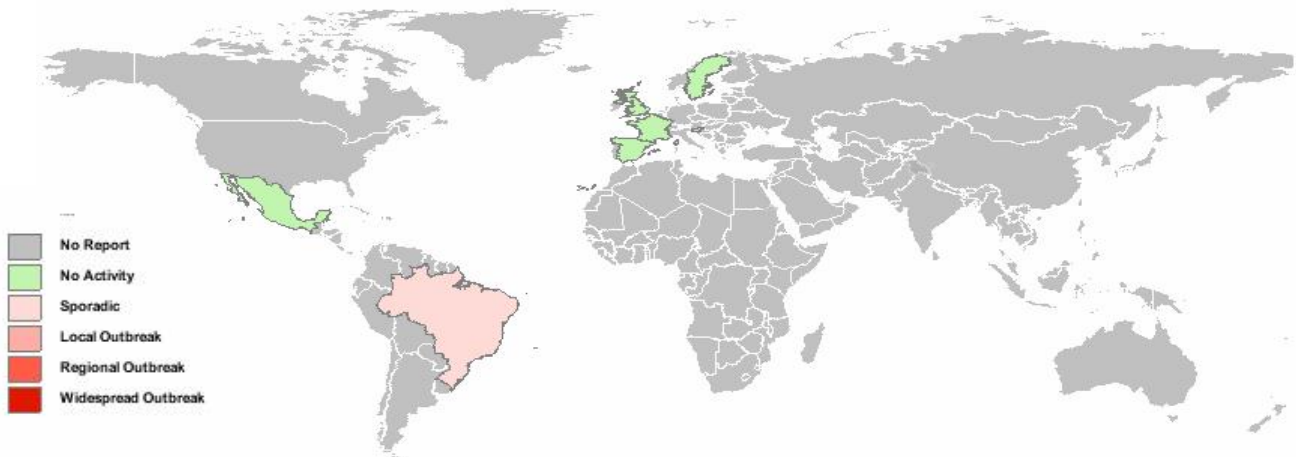 No Report
No Activity
Sporadic
Local Outbreak
Regional Outbreak
Widespread Outbreak